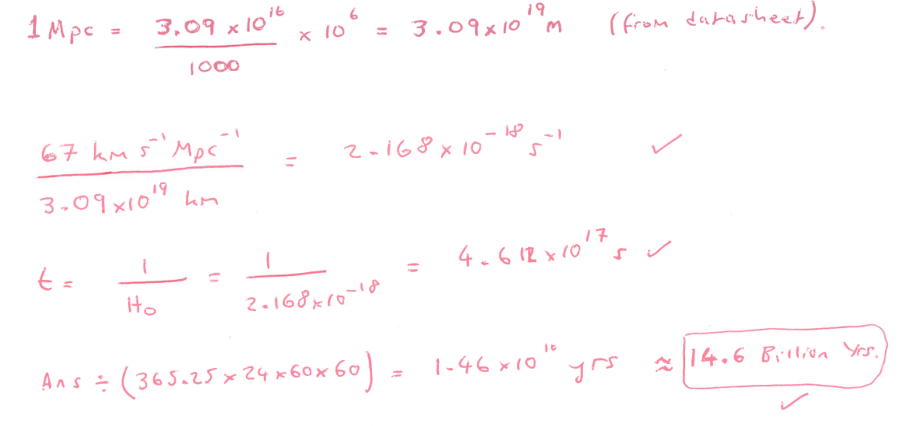 1 Mpc = 3.09 x 10^16 / 1000 x 10^6 = 3.09 x 10^19 m (from datasheet).
67 km s^-1 Mpc^-1 / 3.09 x 10^19 km = 2.168 x 10^-18 s^-1 ✓
t = 1 / H₀ = 1 / 2.168 x 10^-18 = 4.612 x 10^17 s ✓
Ans ÷ (365.25 x 24 x 60 x 60) = 1.46 x 10^10 yrs ≈ 14.6 Billion Yrs. ✓